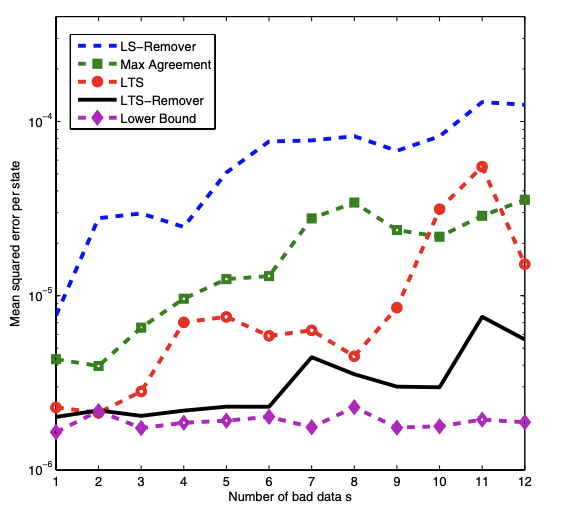 LS-Remover
Max Agreement
LTS
LTS-Remover
Lower Bound
10^-4
10^-5
10^-6
Mean squared error per state
1 2 3 4 5 6 7 8 9 10 11 12
Number of bad data s